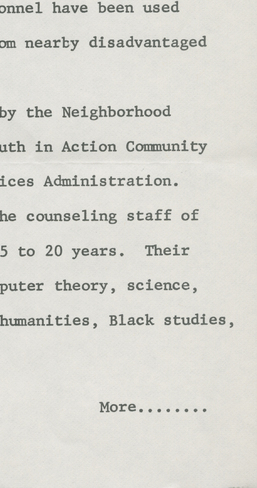 onnel have been used
om nearby disadvantaged
by the Neighborhood
uth in Action Community
ices Administration.
he counseling staff of
5 to 20 years.  Their
puter theory, science,
humanities, Black studies,
More........